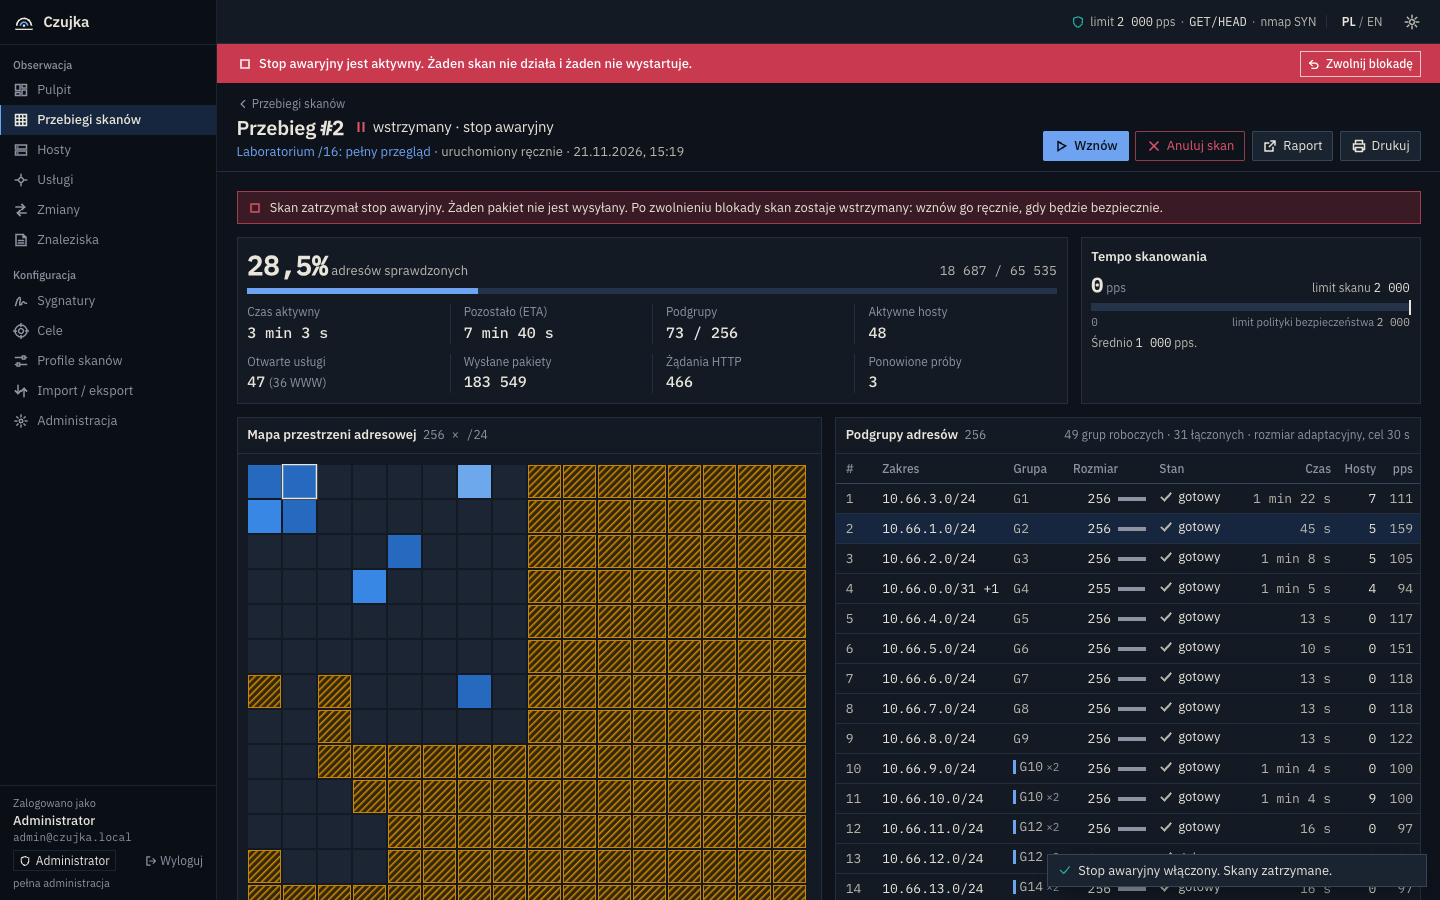 Czujka
limit 2 000 pps · GET/HEAD · nmap SYN
PL / EN
Stop awaryjny jest aktywny. Żaden skan nie działa i żaden nie wystartuje.
Zwolnij blokadę
Obserwacja
Pulpit
Przebiegi skanów
Hosty
Usługi
Zmiany
Znaleziska
Konfiguracja
Sygnatury
Cele
Profile skanów
Import / eksport
Administracja
Zalogowano jako
Administrator
admin@czujka.local
Administrator
Wyloguj
pełna administracja
Przebiegi skanów
Przebieg #2
wstrzymany · stop awaryjny
Laboratorium /16: pełny przegląd · uruchomiony ręcznie · 21.11.2026, 15:19
Wznów
Anuluj skan
Raport
Drukuj
Skan zatrzymał stop awaryjny. Żaden pakiet nie jest wysyłany. Po zwolnieniu blokady skan zostaje wstrzymany: wznów go ręcznie, gdy będzie bezpiecznie.
28,5% adresów sprawdzonych
18 687 / 65 535
Czas aktywny
3 min 3 s
Pozostało (ETA)
7 min 40 s
Podgrupy
73 / 256
Aktywne hosty
48
Otwarte usługi
47 (36 WWW)
Wysłane pakiety
183 549
Żądania HTTP
466
Ponowione próby
3
Tempo skanowania
0 pps
limit skanu 2 000
0
limit polityki bezpieczeństwa 2 000
Średnio 1 000 pps.
Mapa przestrzeni adresowej 256 × /24
Podgrupy adresów 256
49 grup roboczych · 31 łączonych · rozmiar adaptacyjny, cel 30 s
# Zakres Grupa Rozmiar Stan Czas Hosty pps
1 10.66.3.0/24 G1 256 gotowy 1 min 22 s 7 111
2 10.66.1.0/24 G2 256 gotowy 45 s 5 159
3 10.66.2.0/24 G3 256 gotowy 1 min 8 s 5 105
4 10.66.0.0/31 +1 G4 255 gotowy 1 min 5 s 4 94
5 10.66.4.0/24 G5 256 gotowy 13 s 0 117
6 10.66.5.0/24 G6 256 gotowy 10 s 0 151
7 10.66.6.0/24 G7 256 gotowy 13 s 0 118
8 10.66.7.0/24 G8 256 gotowy 13 s 0 118
9 10.66.8.0/24 G9 256 gotowy 13 s 0 122
10 10.66.9.0/24 G10 ×2 256 gotowy 1 min 4 s 0 100
11 10.66.10.0/24 G10 ×2 256 gotowy 1 min 4 s 9 100
12 10.66.11.0/24 G12 ×2 256 gotowy 16 s 0 97
13 10.66.12.0/24 G12
14 10.66.13.0/24 G14 ×2 256 gotowy 16 s 0 97
Stop awaryjny włączony. Skany zatrzymane.